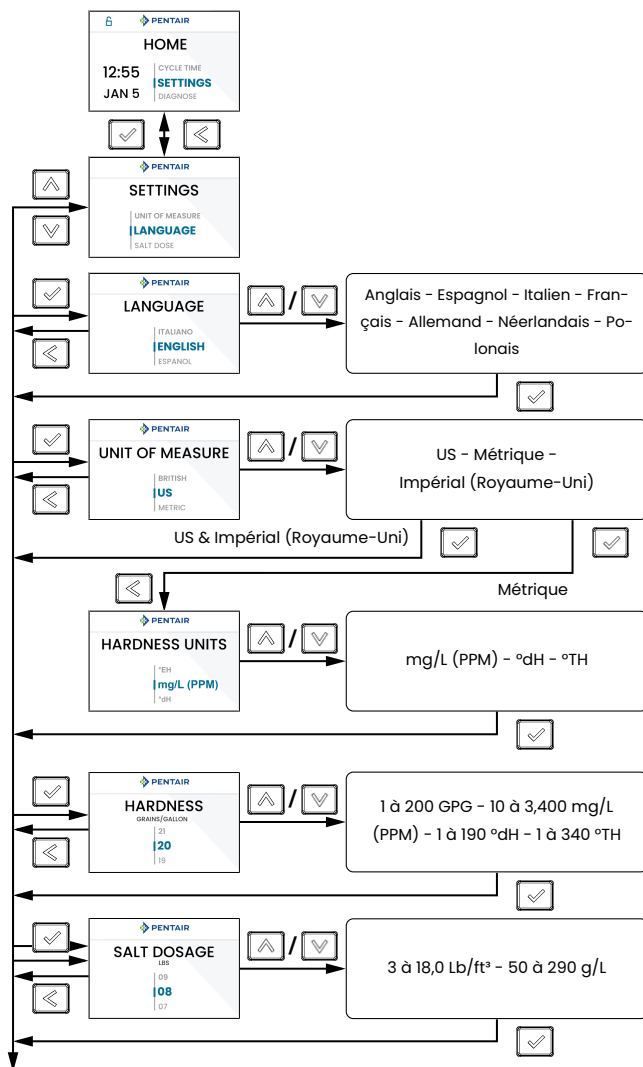 PENTAIR
HOME
12:55
JAN 5
CYCLE TIME
SETTINGS
DIAGNOSE
PENTAIR
SETTINGS
UNIT OF MEASURE
LANGUAGE
SALT DOSE
PENTAIR
LANGUAGE
ITALIANO
ENGLISH
ESPANOL
Anglais - Espagnol - Italien - Fran-
çais - Allemand - Néerlandais - Po-
lonais
PENTAIR
UNIT OF MEASURE
BRITISH
US
METRIC
/
US - Métrique -
Impérial (Royaume-Uni)
US & Impérial (Royaume-Uni)
Métrique
PENTAIR
HARDNESS UNITS
°EH
mg/L (PPM)
°dH
/
mg/L (PPM) - °dH - °TH
PENTAIR
HARDNESS
GRAINS/GALLON
21
20
19
/
1 à 200 GPG - 10 à 3,400 mg/L
(PPM) - 1 à 190 °dH - 1 à 340 °TH
PENTAIR
SALT DOSAGE
LBS
09
08
07
/
3 à 18,0 Lb/ft³ - 50 à 290 g/L